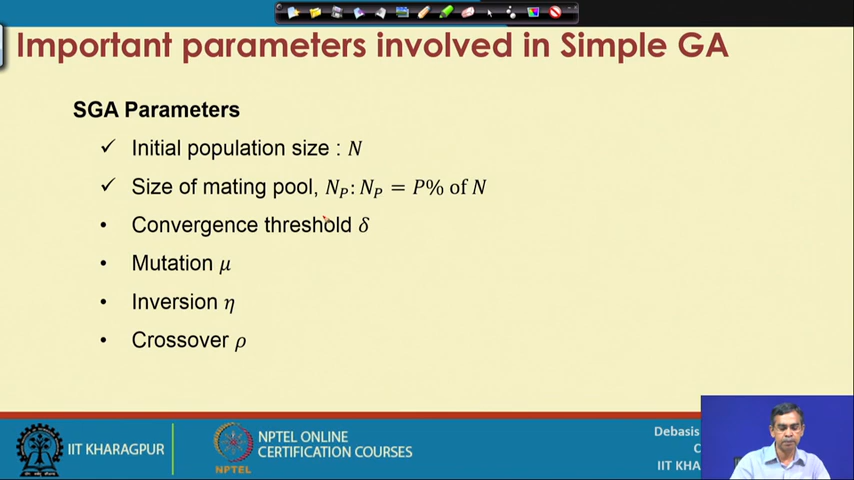 Important parameters involved in Simple GA
SGA Parameters
✓ Initial population size : N
✓ Size of mating pool, N_P : N_P = P% of N
• Convergence threshold δ
• Mutation μ
• Inversion η
• Crossover ρ
IIT KHARAGPUR
NPTEL
NPTEL ONLINE
CERTIFICATION COURSES
Debasis
IIT KHA